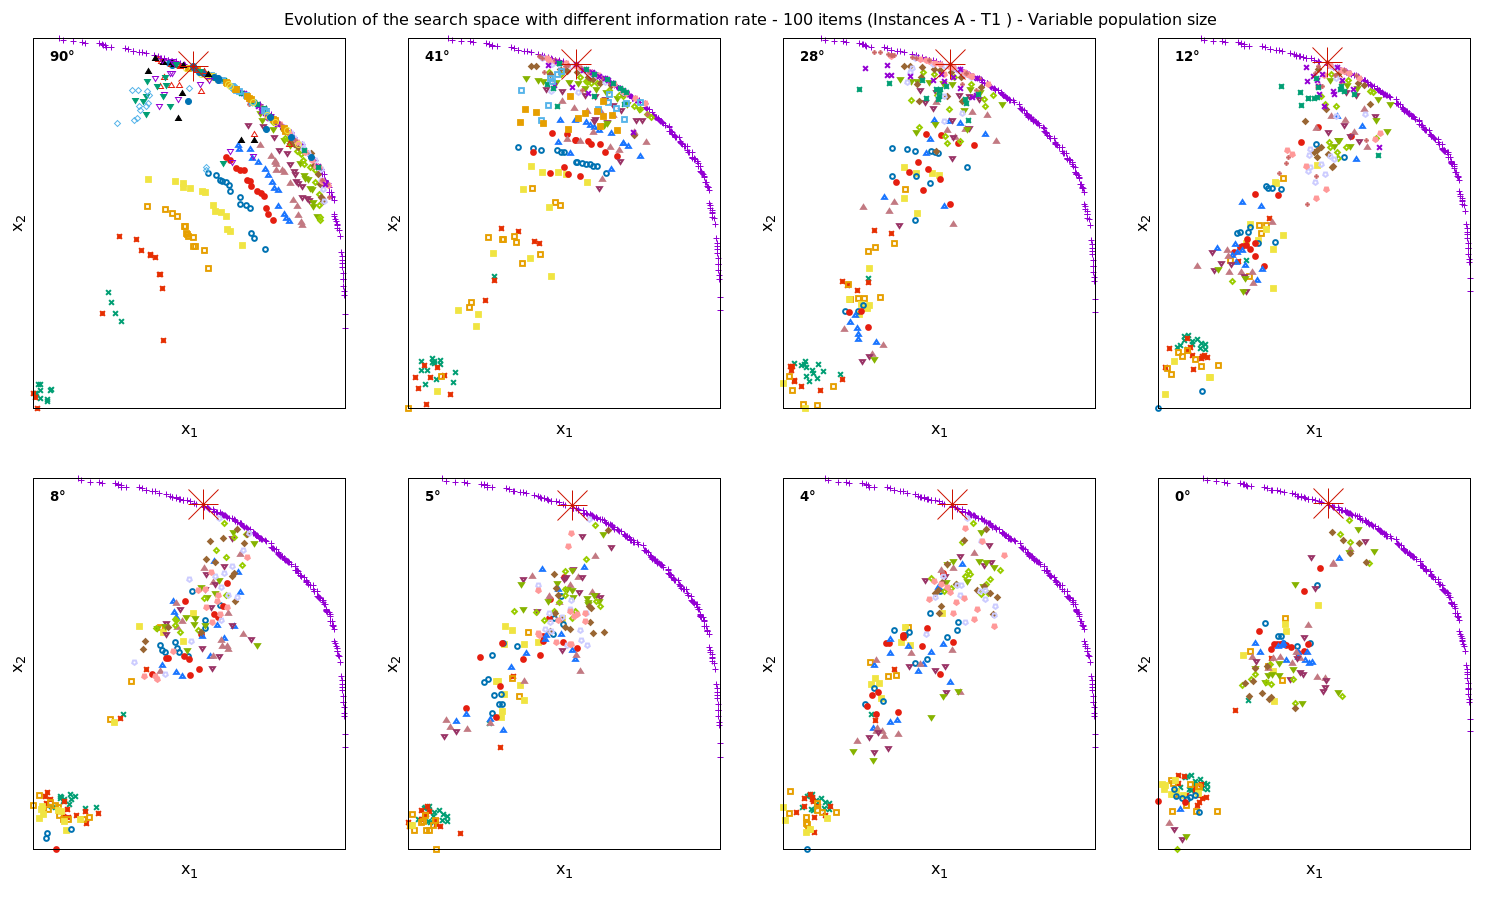 Evolution of the search space with different information rate - 100 items (Instances A - T1 ) - Variable population size
90°
41°
28°
12°
x2
x2
x2
x2
x1
x1
x1
x1
8°
5°
4°
0°
x2
x2
x2
x2
x1
x1
x1
x1